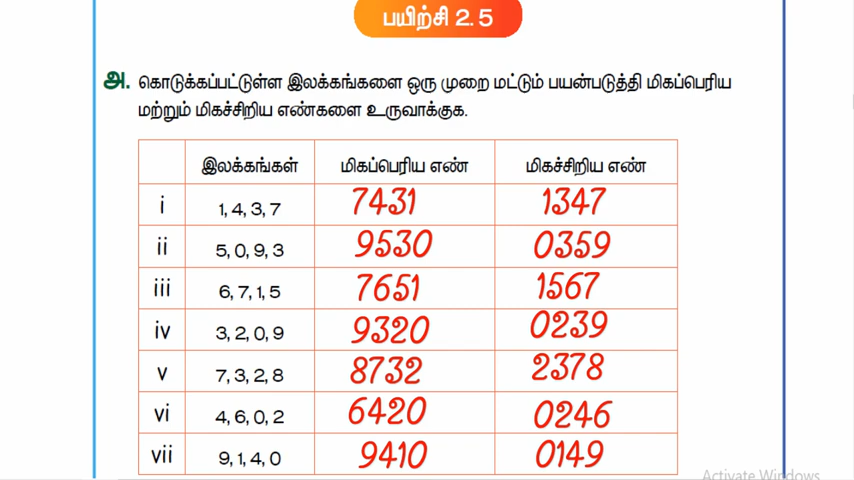 பயிற்சி 2.5
அ. கொடுக்கப்பட்டுள்ள இலக்கங்களை ஒரு முறை மட்டும் பயன்படுத்தி மிகப்பெரிய
மற்றும் மிகச்சிறிய எண்களை உருவாக்குக.
இலக்கங்கள் மிகப்பெரிய எண் மிகச்சிறிய எண்
i 1, 4, 3, 7 7431 1347
ii 5, 0, 9, 3 9530 0359
iii 6, 7, 1, 5 7651 1567
iv 3, 2, 0, 9 9320 0239
v 7, 3, 2, 8 8732 2378
vi 4, 6, 0, 2 6420 0246
vii 9, 1, 4, 0 9410 0149
Activate Windows